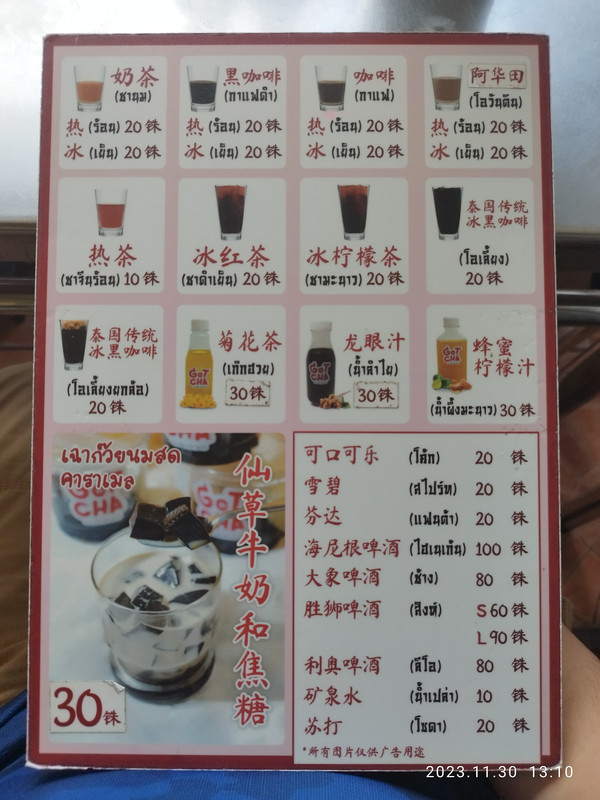 奶茶
(ชานม)
热 (ร้อน) 20 铢
冰 (เย็น) 20 铢
黑咖啡
(กาแฟดำ)
热 (ร้อน) 20 铢
冰 (เย็น) 20 铢
咖啡
(กาแฟ)
热 (ร้อน) 20 铢
冰 (เย็น) 20 铢
阿华田
(โอวันติน)
热 (ร้อน) 20 铢
冰 (เย็น) 20 铢
热茶
(ชาจีนร้อน) 10 铢
冰红茶
(ชาดำเย็น) 20 铢
冰柠檬茶
(ชามะนาว) 20 铢
泰国传统
冰黑咖啡
(โอเลี้ยง)
20 铢
泰国传统
冰黑咖啡
(โอเลี้ยงยกล้อ)
20 铢
菊花茶
(เก๊กฮวย)
30铢
GOT CHA
龙眼汁
(น้ำลำไย)
30铢
GOT CHA
蜂蜜
柠檬汁
(น้ำผึ้งมะนาว) 30 铢
GOT CHA
เฉาก๊วยนมสด
คาราเมล
GOT CHA
仙草牛奶和焦糖
30铢
可口可乐 (โค๊ก) 20 铢
雪碧 (สไปร์ท) 20 铢
芬达 (แฟนต้า) 20 铢
海尼根啤酒 (ไฮเนเก้น) 100 铢
大象啤酒 (ช้าง) 80 铢
胜狮啤酒 (สิงห์) S 60 铢
L 90 铢
利奥啤酒 (ลีโอ) 80 铢
矿泉水 (น้ำเปล่า) 10 铢
苏打 (โซดา) 20 铢
*所有图片仅供广告用途
2023.11.30 13:10